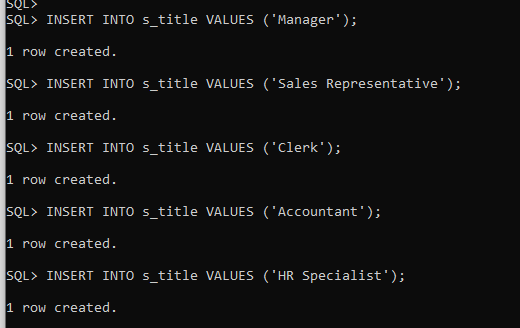 SQL>
SQL> INSERT INTO s_title VALUES ('Manager');
1 row created.
SQL> INSERT INTO s_title VALUES ('Sales Representative');
1 row created.
SQL> INSERT INTO s_title VALUES ('Clerk');
1 row created.
SQL> INSERT INTO s_title VALUES ('Accountant');
1 row created.
SQL> INSERT INTO s_title VALUES ('HR Specialist');
1 row created.